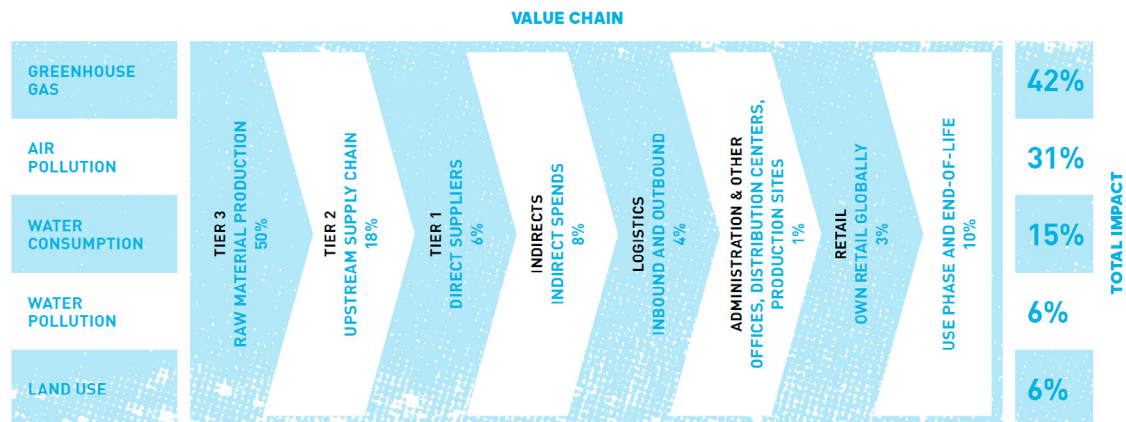 VALUE CHAIN
GREENHOUSE
GAS
AIR
POLLUTION
WATER
CONSUMPTION
WATER
POLLUTION
LAND USE
TIER 3
RAW MATERIAL PRODUCTION
50%
TIER 2
UPSTREAM SUPPLY CHAIN
18%
TIER 1
DIRECT SUPPLIERS
6%
INDIRECTS
INDIRECT SPENDS
8%
LOGISTICS
INBOUND AND OUTBOUND
4%
ADMINISTRATION & OTHER
OFFICES, DISTRIBUTION CENTERS,
PRODUCTION SITES
1%
RETAIL
OWN RETAIL GLOBALLY
3%
USE PHASE AND END-OF-LIFE
10%
42%
31%
15%
6%
6%
TOTAL IMPACT